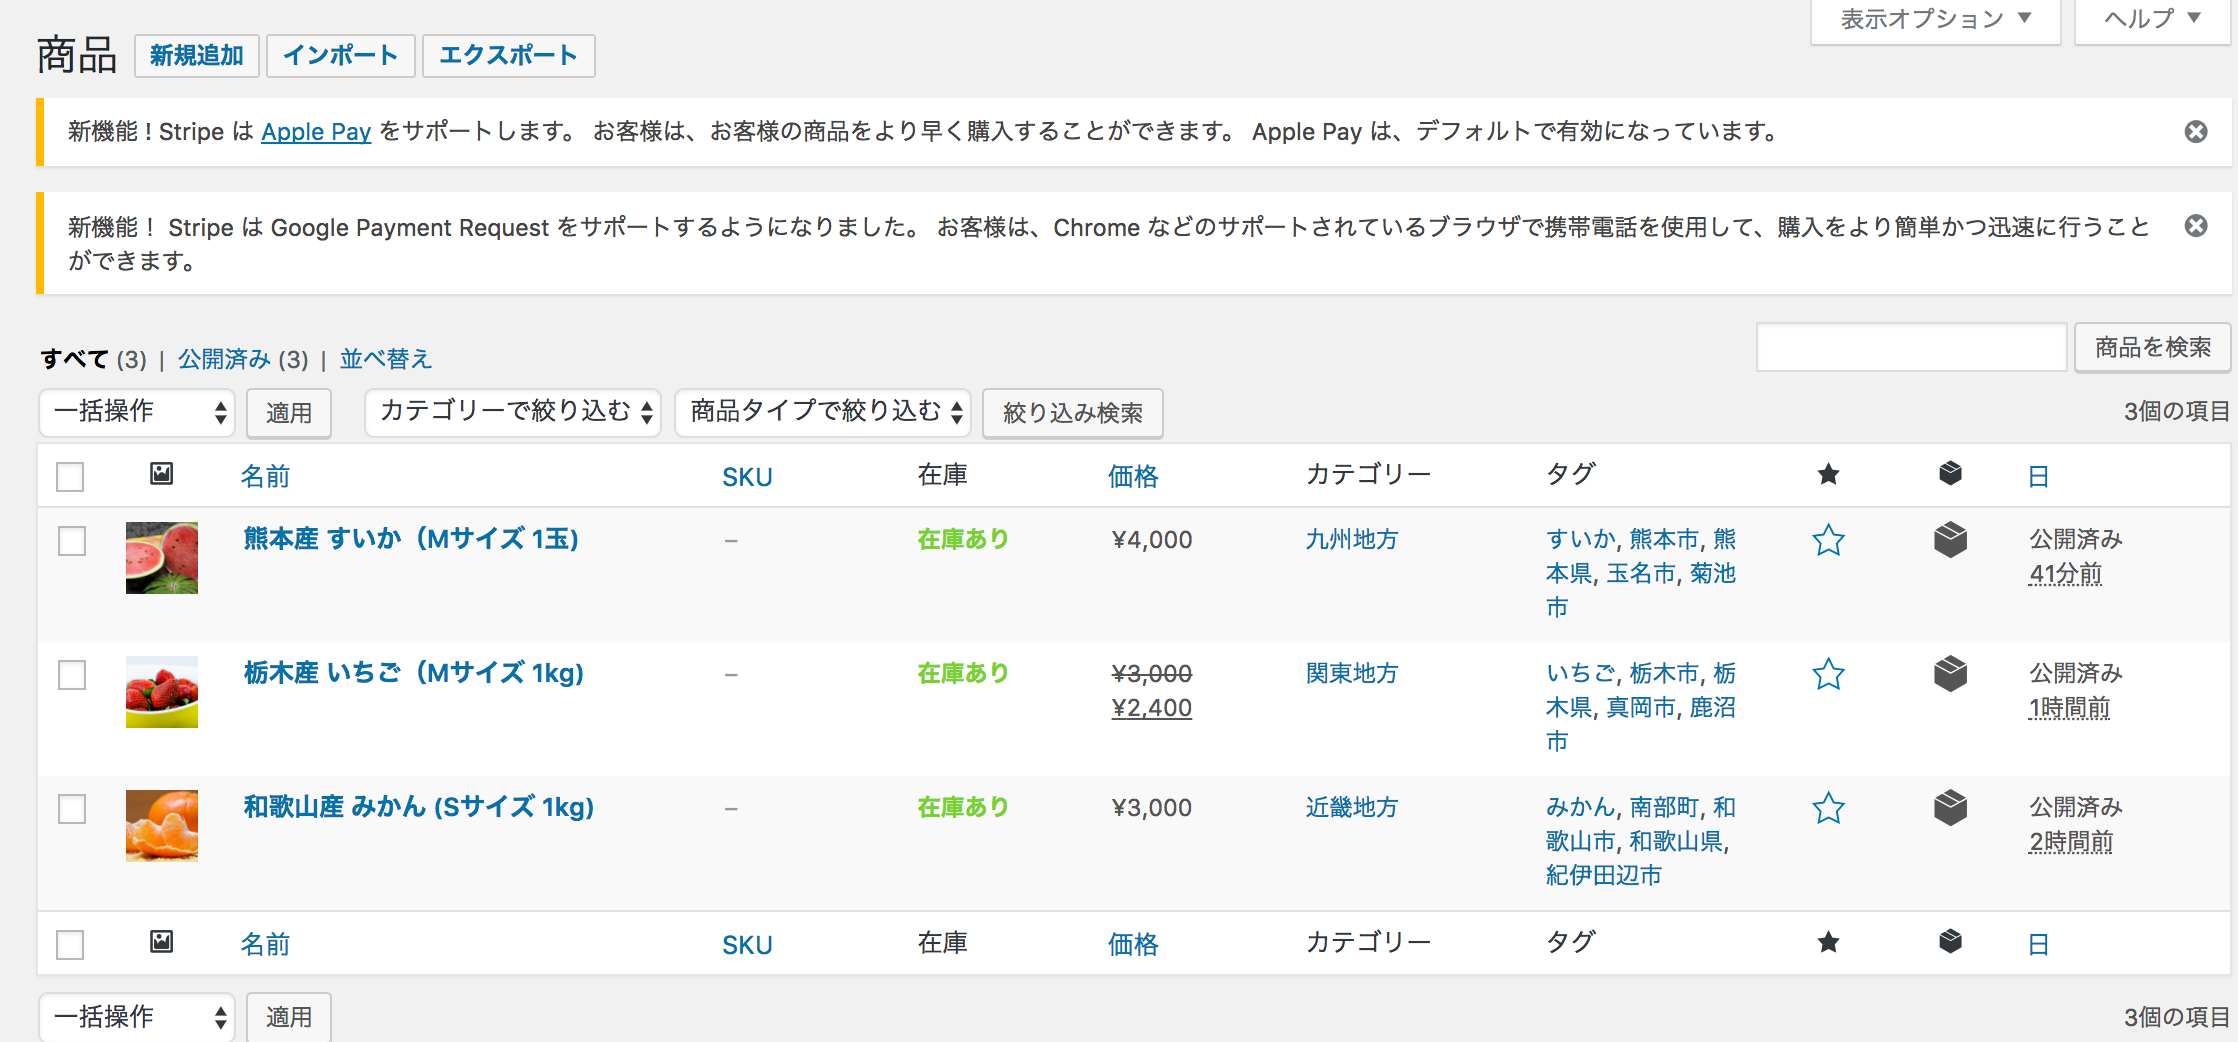 表示オプション ▼
ヘルプ ▼
商品 新規追加 インポート エクスポート
新機能 ! Stripe は Apple Pay をサポートします。 お客様は、お客様の商品をより早く購入することができます。 Apple Pay は、デフォルトで有効になっています。
新機能！ Stripe は Google Payment Request をサポートするようになりました。 お客様は、Chrome などのサポートされているブラウザで携帯電話を使用して、購入をより簡単かつ迅速に行うこと
ができます。
すべて (3) | 公開済み (3) | 並べ替え
商品を検索
一括操作 適用 カテゴリーで絞り込む 商品タイプで絞り込む 絞り込み検索 3個の項目
名前 SKU 在庫 価格 カテゴリー タグ 日
熊本産 すいか（Mサイズ 1玉) – 在庫あり ¥4,000 九州地方 すいか, 熊本市, 熊 公開済み
本県, 玉名市, 菊池 41分前
市
栃木産 いちご（Mサイズ 1kg) – 在庫あり ¥3,000 関東地方 いちご, 栃木市, 栃 公開済み
¥2,400 木県, 真岡市, 鹿沼 1時間前
市
和歌山産 みかん (Sサイズ 1kg) – 在庫あり ¥3,000 近畿地方 みかん, 南部町, 和 公開済み
歌山市, 和歌山県, 2時間前
紀伊田辺市
名前 SKU 在庫 価格 カテゴリー タグ 日
一括操作 適用 3個の項目